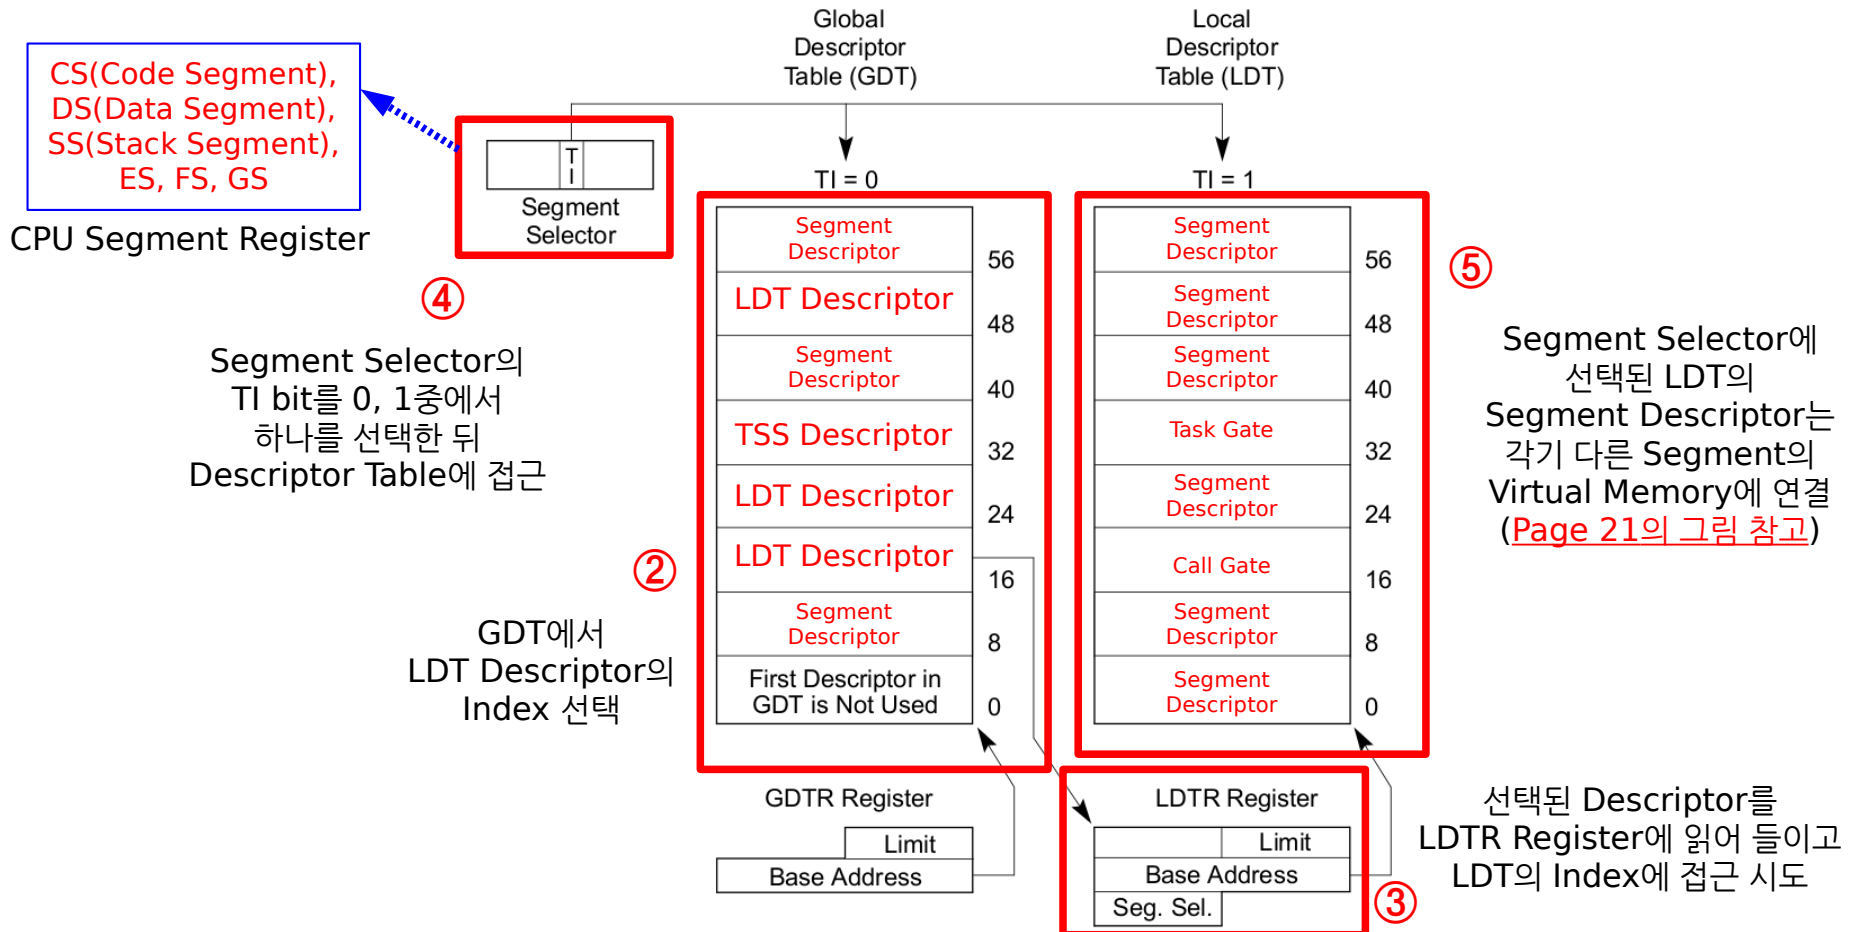 Global
Descriptor
Table (GDT)
Local
Descriptor
Table (LDT)
CS(Code Segment),
DS(Data Segment),
SS(Stack Segment),
ES, FS, GS
CPU Segment Register
T
I
Segment
Selector
TI = 0
TI = 1
④
Segment Selector의
TI bit를 0, 1중에서
하나를 선택한 뒤
Descriptor Table에 접근
②
GDT에서
LDT Descriptor의
Index 선택
Segment
Descriptor
56
LDT Descriptor
48
Segment
Descriptor
40
TSS Descriptor
32
LDT Descriptor
24
LDT Descriptor
16
Segment
Descriptor
8
First Descriptor in
GDT is Not Used
0
GDTR Register
Limit
Base Address
Segment
Descriptor
56
Segment
Descriptor
48
Segment
Descriptor
40
Task Gate
32
Segment
Descriptor
24
Call Gate
16
Segment
Descriptor
8
Segment
Descriptor
0
LDTR Register
Limit
Base Address
Seg. Sel.
⑤
Segment Selector에
선택된 LDT의
Segment Descriptor는
각기 다른 Segment의
Virtual Memory에 연결
(Page 21의 그림 참고)
③
선택된 Descriptor를
LDTR Register에 읽어 들이고
LDT의 Index에 접근 시도